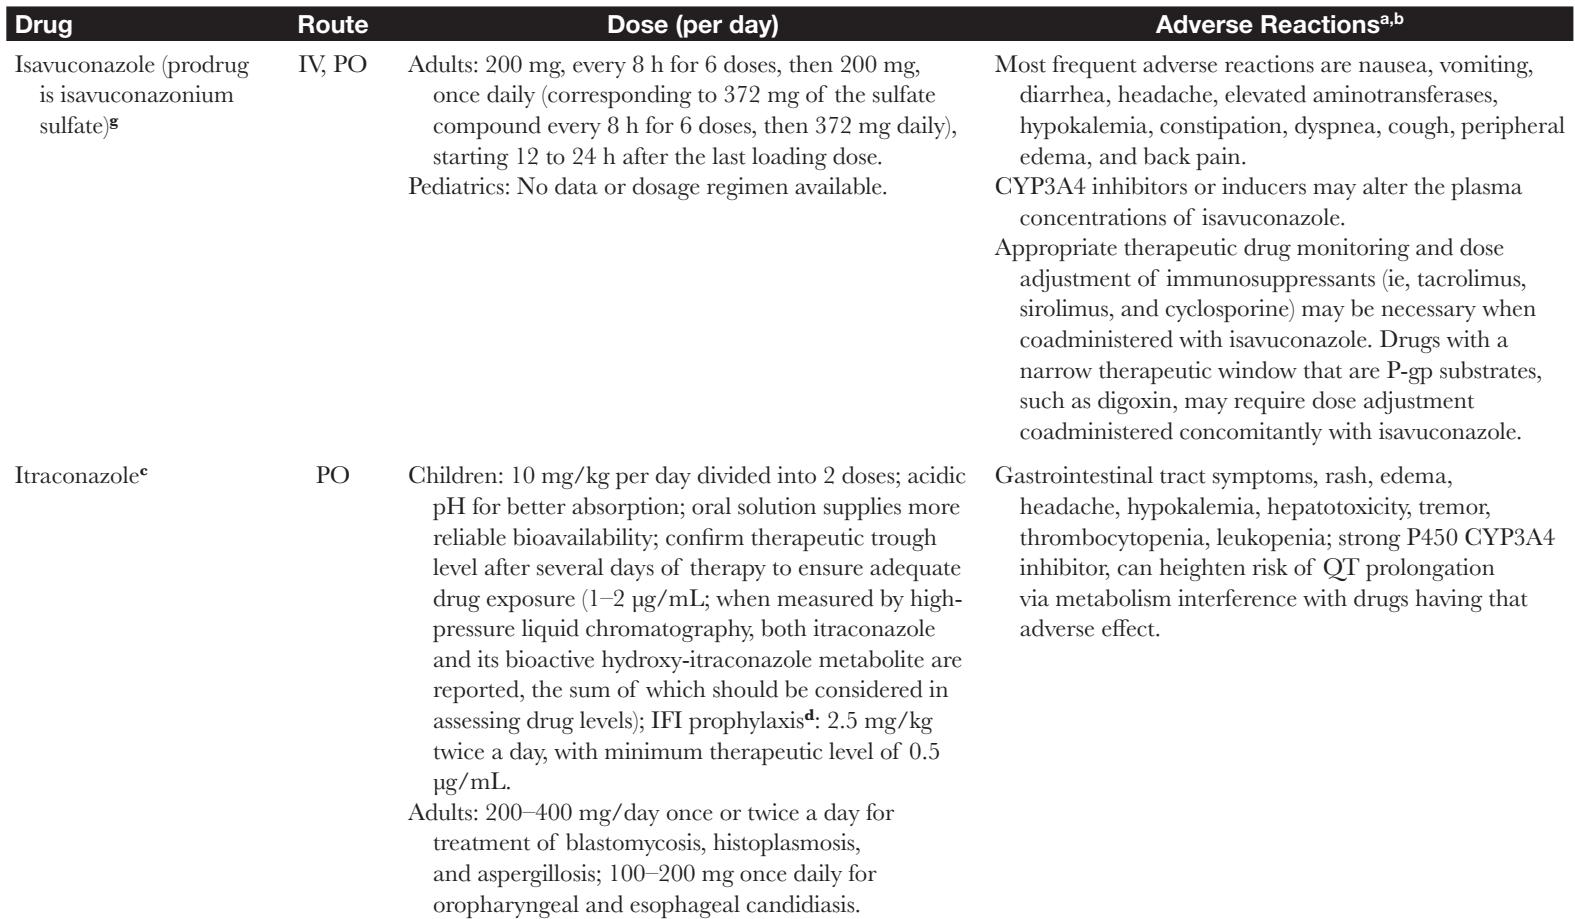 Drug Route Dose (per day) Adverse Reactionsa,b
Isavuconazole (prodrug
is isavuconazonium
sulfate)g
IV, PO
Adults: 200 mg, every 8 h for 6 doses, then 200 mg,
once daily (corresponding to 372 mg of the sulfate
compound every 8 h for 6 doses, then 372 mg daily),
starting 12 to 24 h after the last loading dose.
Pediatrics: No data or dosage regimen available.
Most frequent adverse reactions are nausea, vomiting,
diarrhea, headache, elevated aminotransferases,
hypokalemia, constipation, dyspnea, cough, peripheral
edema, and back pain.
CYP3A4 inhibitors or inducers may alter the plasma
concentrations of isavuconazole.
Appropriate therapeutic drug monitoring and dose
adjustment of immunosuppressants (ie, tacrolimus,
sirolimus, and cyclosporine) may be necessary when
coadministered with isavuconazole. Drugs with a
narrow therapeutic window that are P-gp substrates,
such as digoxin, may require dose adjustment
coadministered concomitantly with isavuconazole.
Itraconazolec
PO
Children: 10 mg/kg per day divided into 2 doses; acidic
pH for better absorption; oral solution supplies more
reliable bioavailability; confirm therapeutic trough
level after several days of therapy to ensure adequate
drug exposure (1–2 µg/mL; when measured by high-
pressure liquid chromatography, both itraconazole
and its bioactive hydroxy-itraconazole metabolite are
reported, the sum of which should be considered in
assessing drug levels); IFI prophylaxisd: 2.5 mg/kg
twice a day, with minimum therapeutic level of 0.5
µg/mL.
Adults: 200–400 mg/day once or twice a day for
treatment of blastomycosis, histoplasmosis,
and aspergillosis; 100–200 mg once daily for
oropharyngeal and esophageal candidiasis.
Gastrointestinal tract symptoms, rash, edema,
headache, hypokalemia, hepatotoxicity, tremor,
thrombocytopenia, leukopenia; strong P450 CYP3A4
inhibitor, can heighten risk of QT prolongation
via metabolism interference with drugs having that
adverse effect.